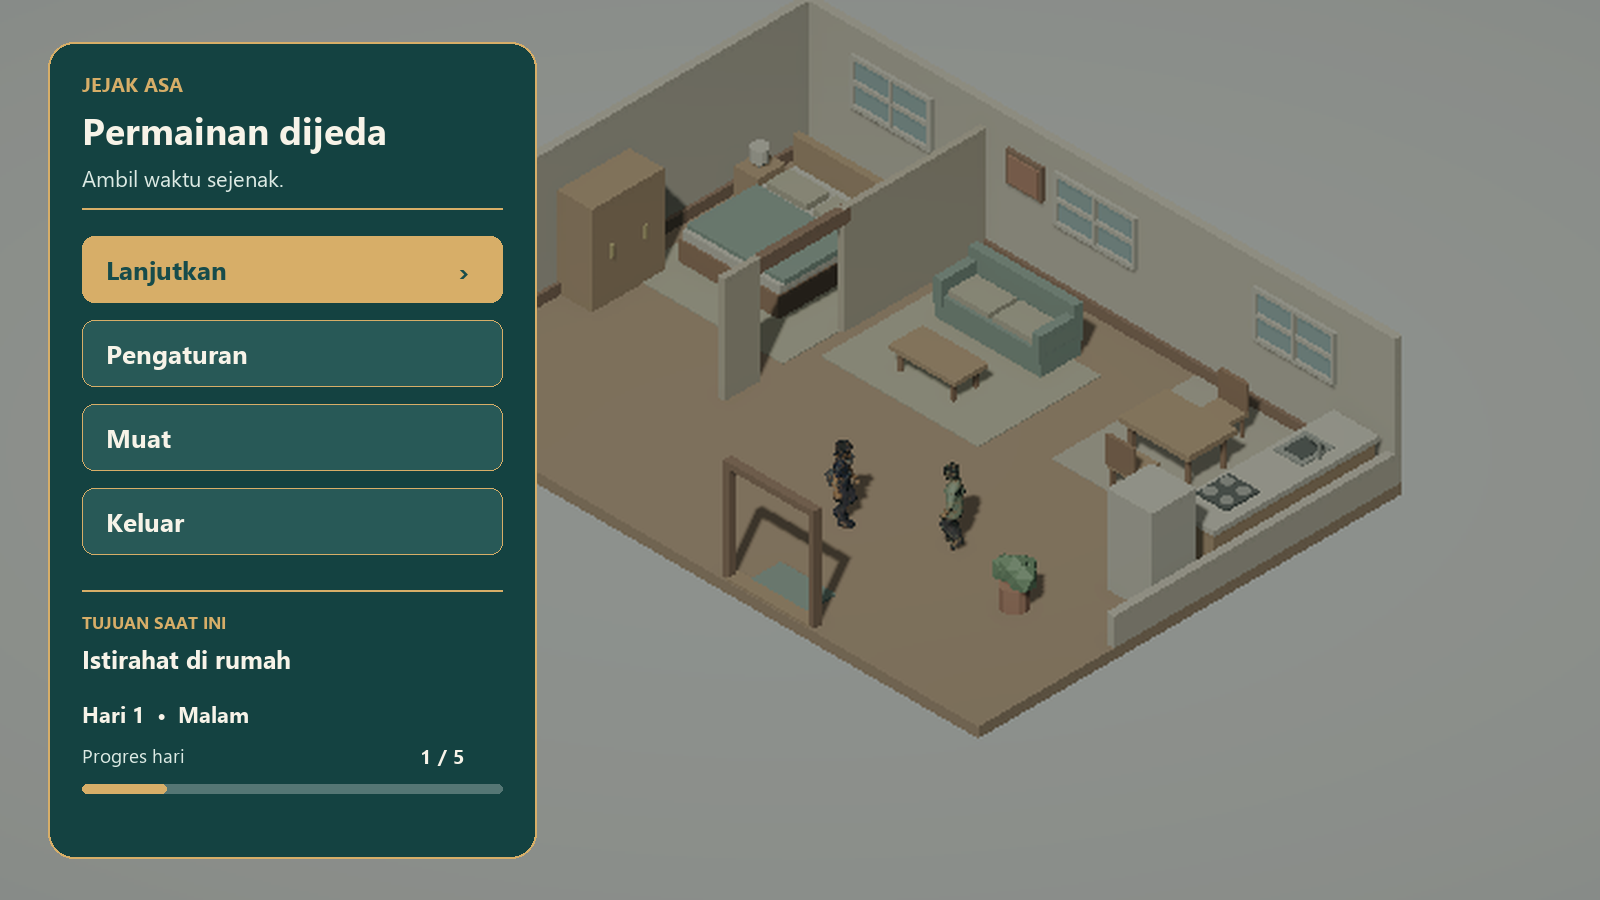 JEJAK ASA
Permainan dijeda
Ambil waktu sejenak.
Lanjutkan ›
Pengaturan
Muat
Keluar
TUJUAN SAAT INI
Istirahat di rumah
Hari 1 • Malam
Progres hari 1 / 5